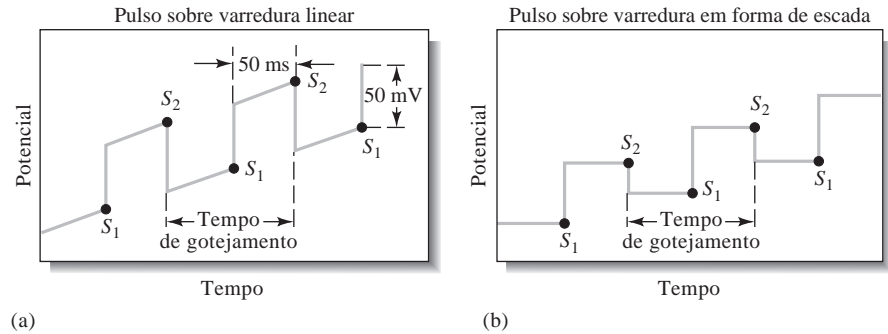 Pulso sobre varredura linear
Potencial
50 ms
S2
S2
50 mV
S1
S1
S1
Tempo
de gotejamento
Tempo
(a)
Pulso sobre varredura em forma de escada
Potencial
S2
S2
S1
S1
S1
Tempo
de gotejamento
Tempo
(b)